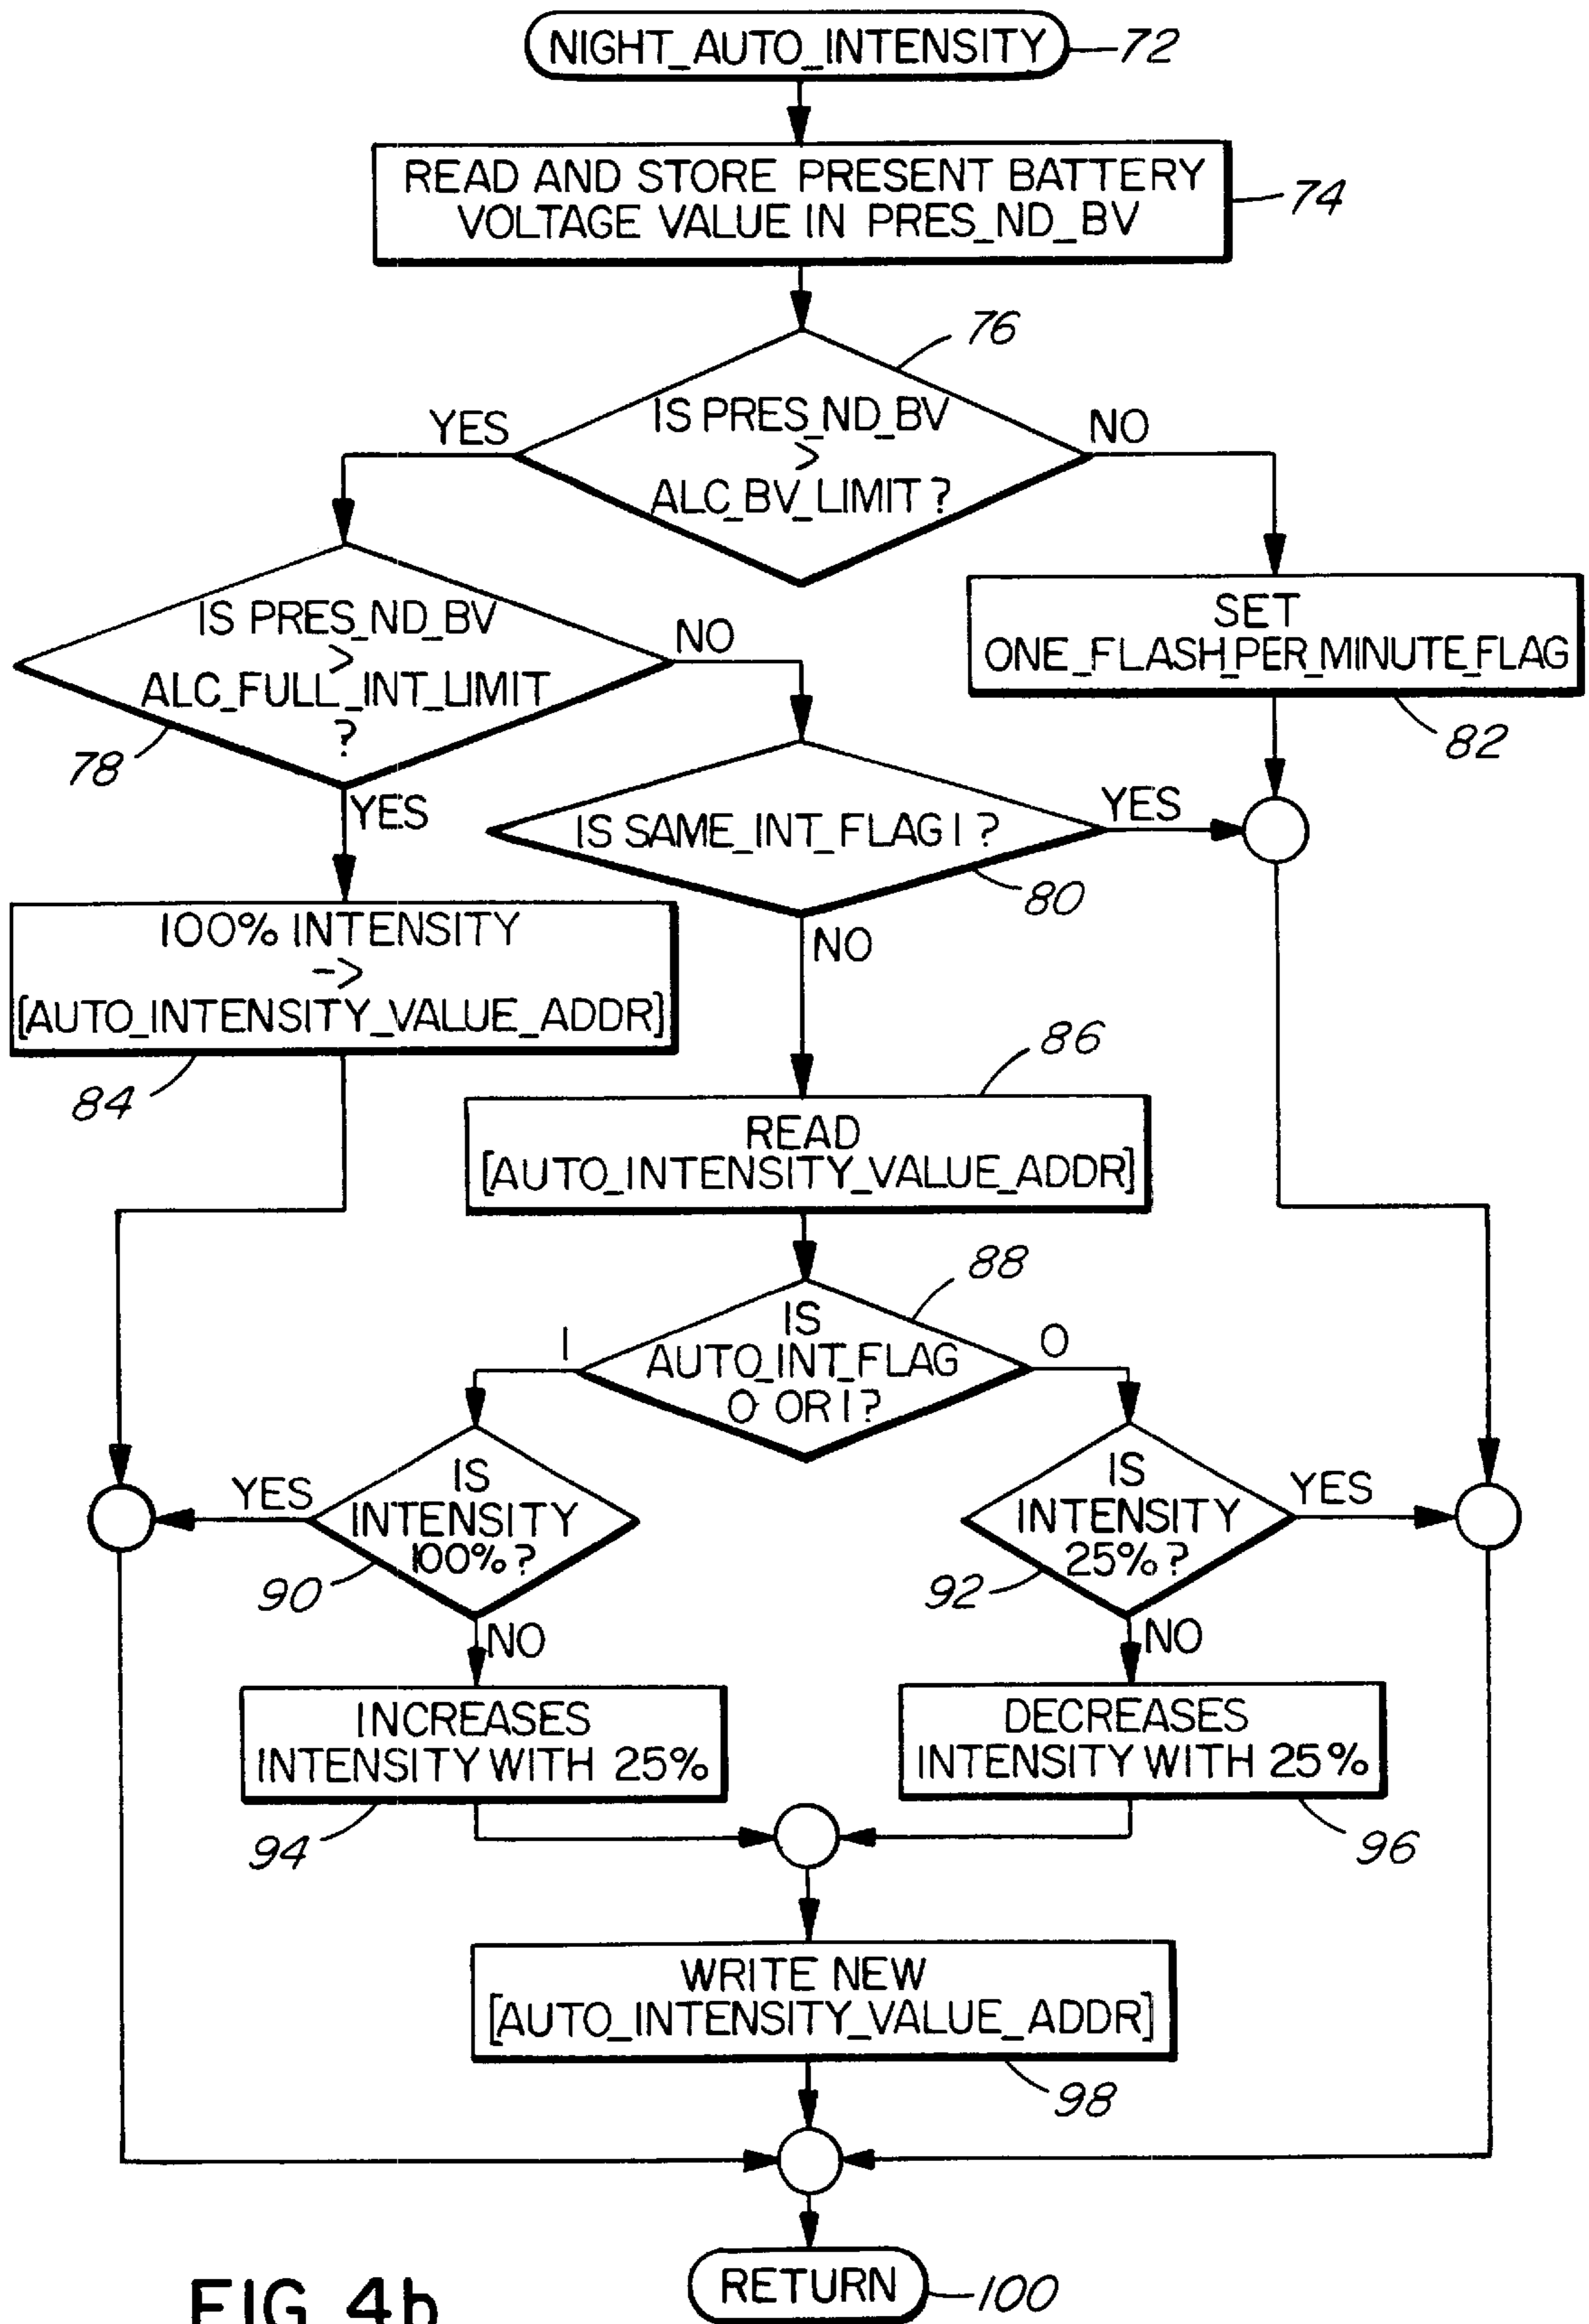 NIGHT_AUTO_INTENSITY
72
READ AND STORE PRESENT BATTERY
VOLTAGE VALUE IN PRES_ND_BV
74
76
IS PRES_ND_BV
>
ALC_BV_LIMIT ?
YES
NO
IS PRES_ND_BV
>
ALC_FULL_INT_LIMIT
?
78
NO
YES
SET
ONE_FLASH_PER_MINUTE_FLAG
82
IS SAME_INT_FLAG 1 ?
YES
80
NO
100% INTENSITY
->
[AUTO_INTENSITY_VALUE_ADDR]
84
86
READ
[AUTO_INTENSITY_VALUE_ADDR]
88
IS
AUTO_INT_FLAG
0 OR 1 ?
1
0
IS
INTENSITY
100% ?
YES
90
NO
IS
INTENSITY
25% ?
YES
92
NO
INCREASES
INTENSITY WITH 25%
94
DECREASES
INTENSITY WITH 25%
96
WRITE NEW
[AUTO_INTENSITY_VALUE_ADDR]
98
RETURN
100
FIG. 4b